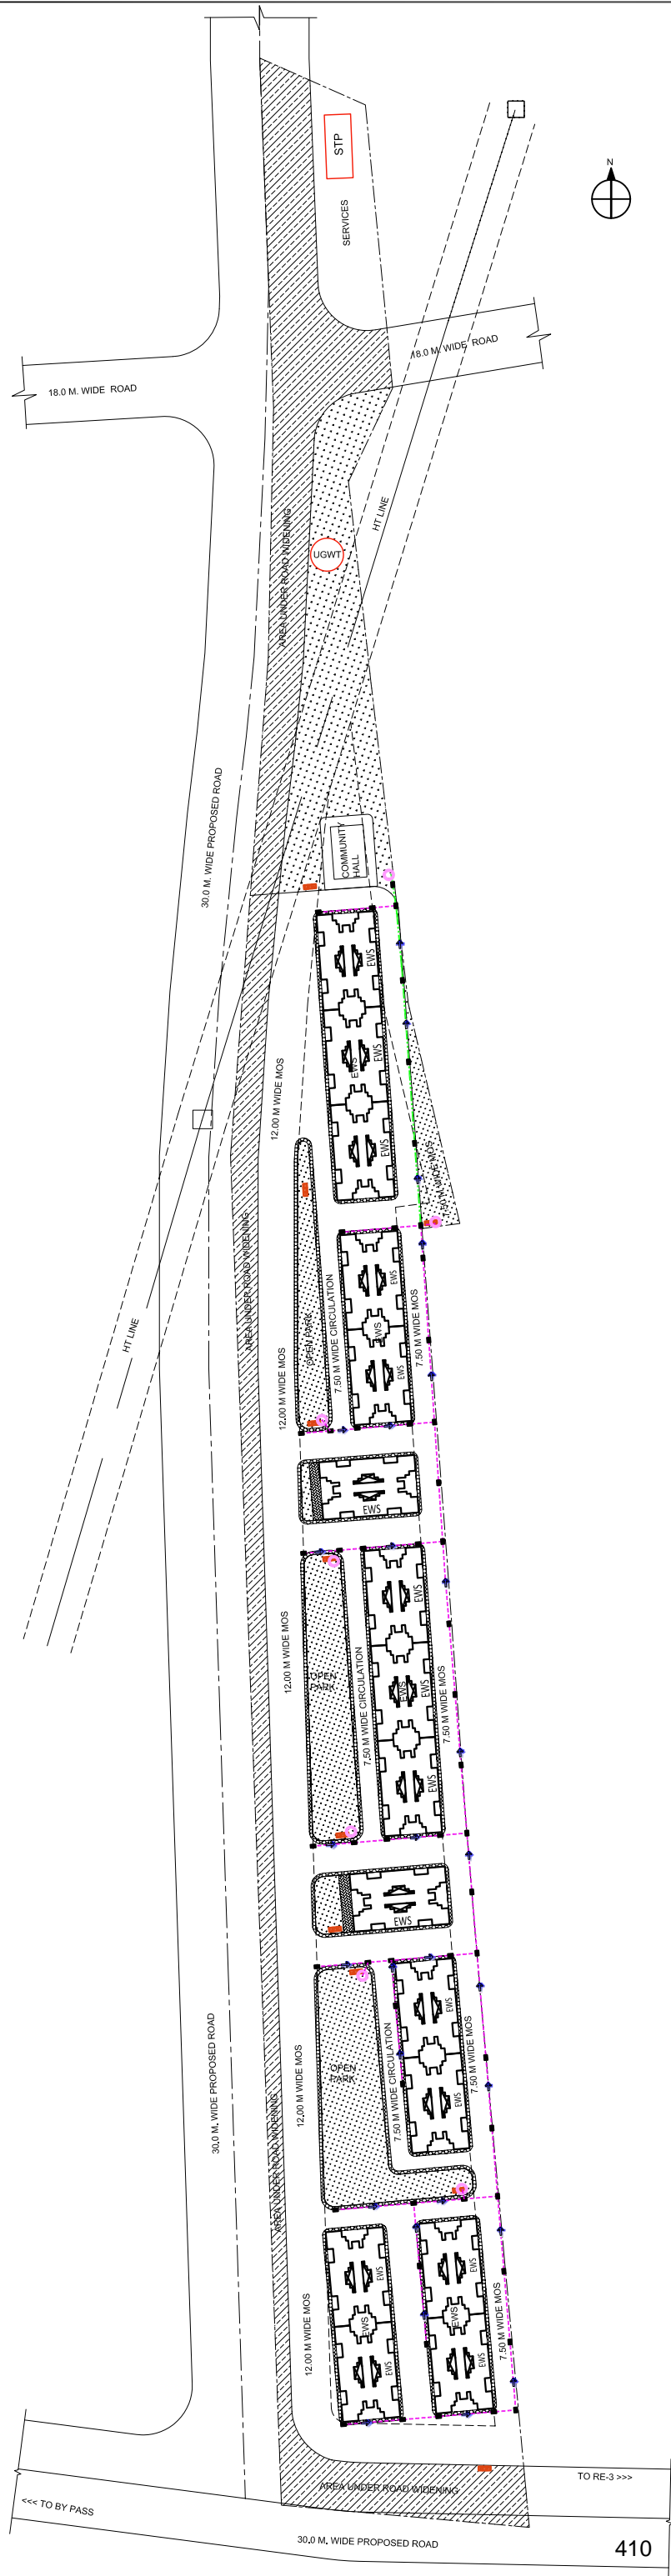 STP
SERVICES
N
18.0 M. WIDE ROAD
18.0 M. WIDE ROAD
HT LINE
AREA UNDER ROAD WIDENING
UGWT
30.0 M. WIDE PROPOSED ROAD
COMMUNITY
HALL
EWS
EWS
EWS
EWS
12.00 M WIDE MOS
WIDE MOS
AREA UNDER ROAD WIDENING
HT LINE
OPEN PARK
7.50 M WIDE CIRCULATION
12.00 M WIDE MOS
EWS
EWS
EWS
7.50 M WIDE MOS
EWS
12.00 M WIDE MOS
OPEN
PARK
7.50 M WIDE CIRCULATION
EWS
EWS
EWS
EWS
7.50 M WIDE MOS
EWS
30.0 M. WIDE PROPOSED ROAD
AREA UNDER ROAD WIDENING
12.00 M WIDE MOS
OPEN
PARK
7.50 M WIDE CIRCULATION
EWS
EWS
7.50 M WIDE MOS
12.00 M WIDE MOS
EWS
EWS
EWS
EWS
EWS
EWS
7.50 M WIDE MOS
AREA UNDER ROAD WIDENING
TO RE-3 >>>
<<< TO BY PASS
30.0 M. WIDE PROPOSED ROAD
410